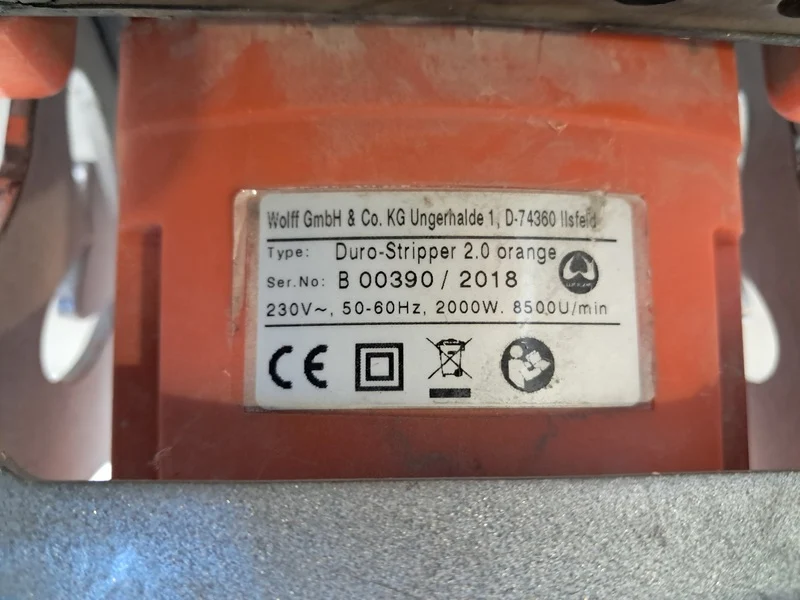 Wolff GmbH & Co. KG Ungerhalde 1, D-74360 Ilsfeld
Type: Duro-Stripper 2.0 orange
Ser.No: B 00390 / 2018
230V~, 50-60Hz, 2000W. 8500U/min
CE